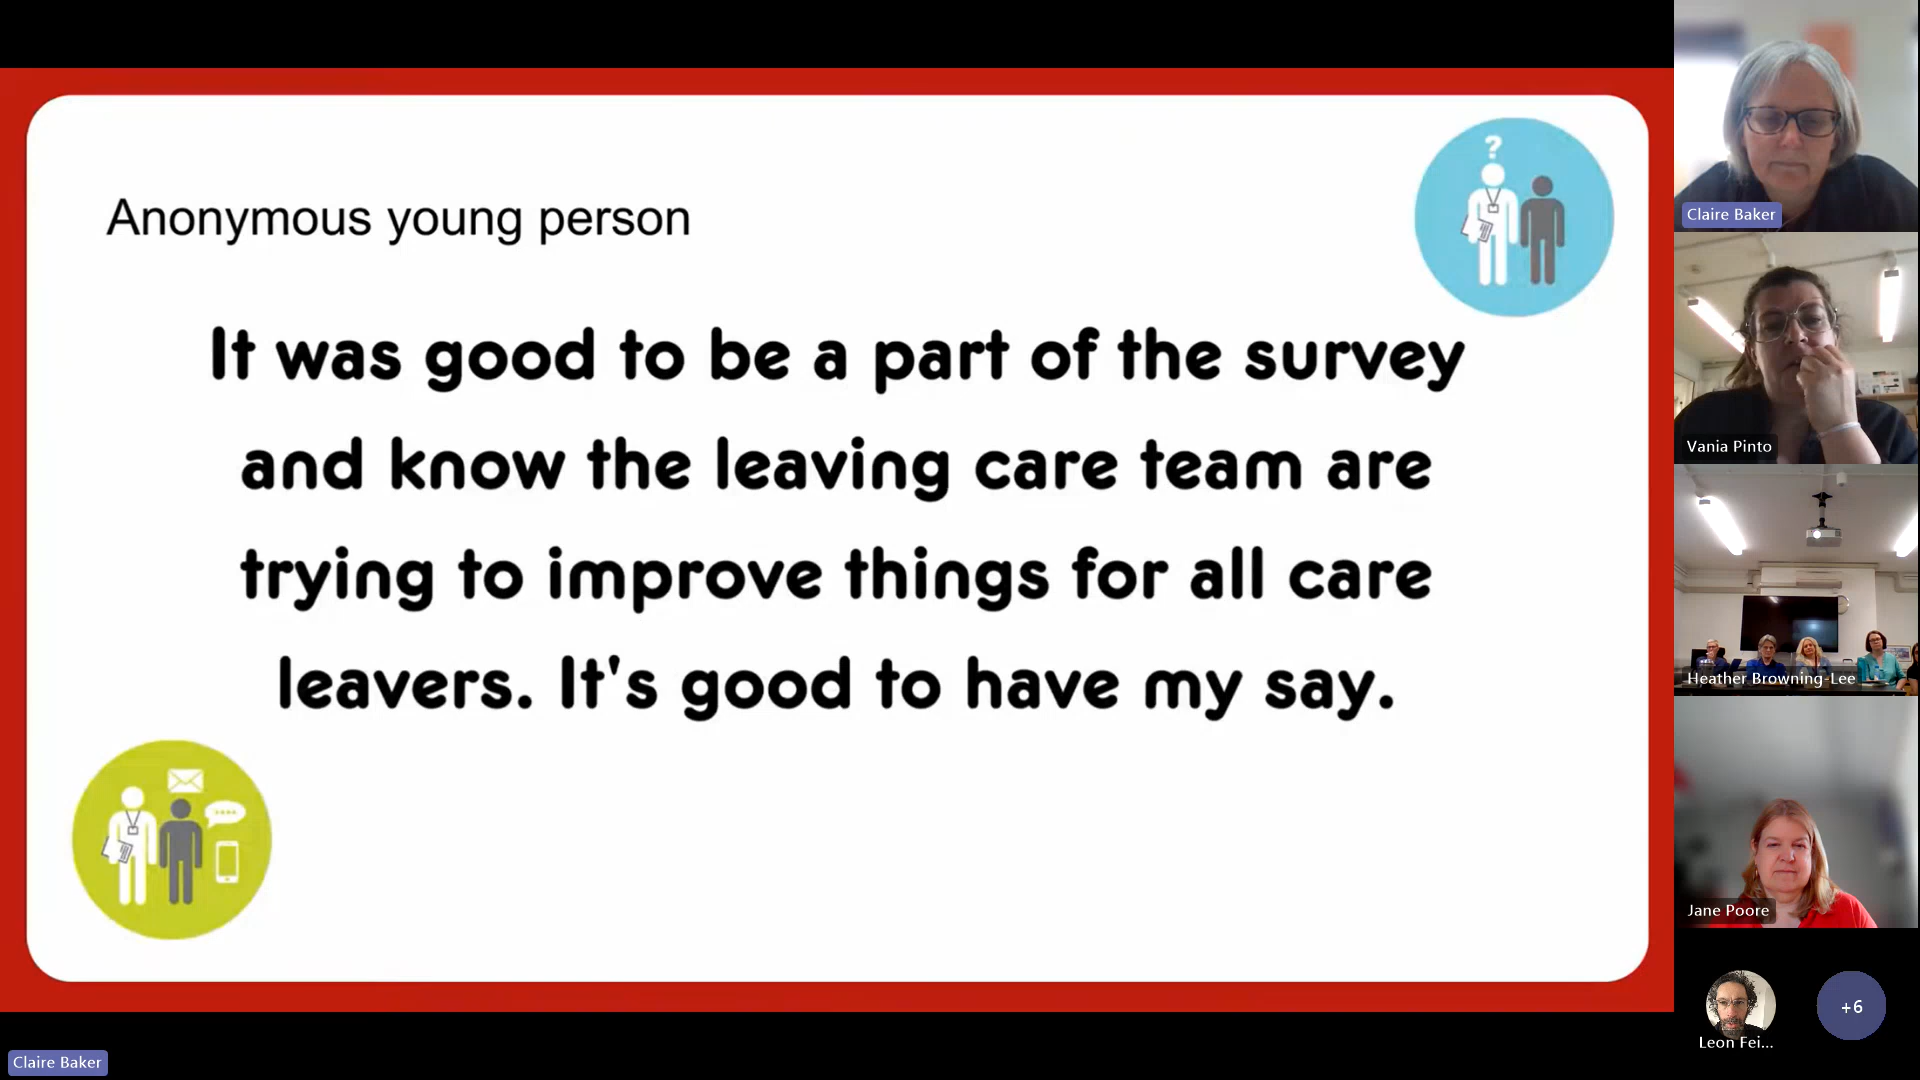 Anonymous young person
?
It was good to be a part of the survey
and know the leaving care team are
trying to improve things for all care
leavers. It's good to have my say.
Claire Baker
Vania Pinto
Heather Browning-Lee
Jane Poore
Leon Fei...
+6
Claire Baker